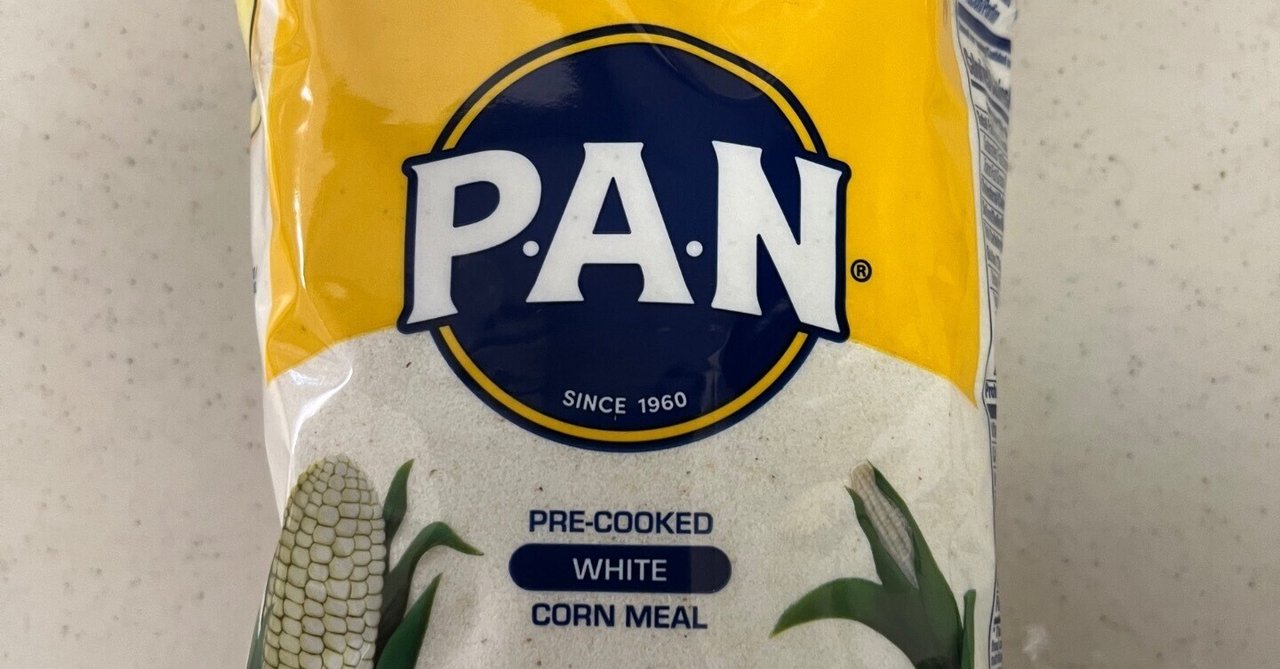 P.A.N
®
SINCE 1960
PRE-COOKED
WHITE
CORN MEAL